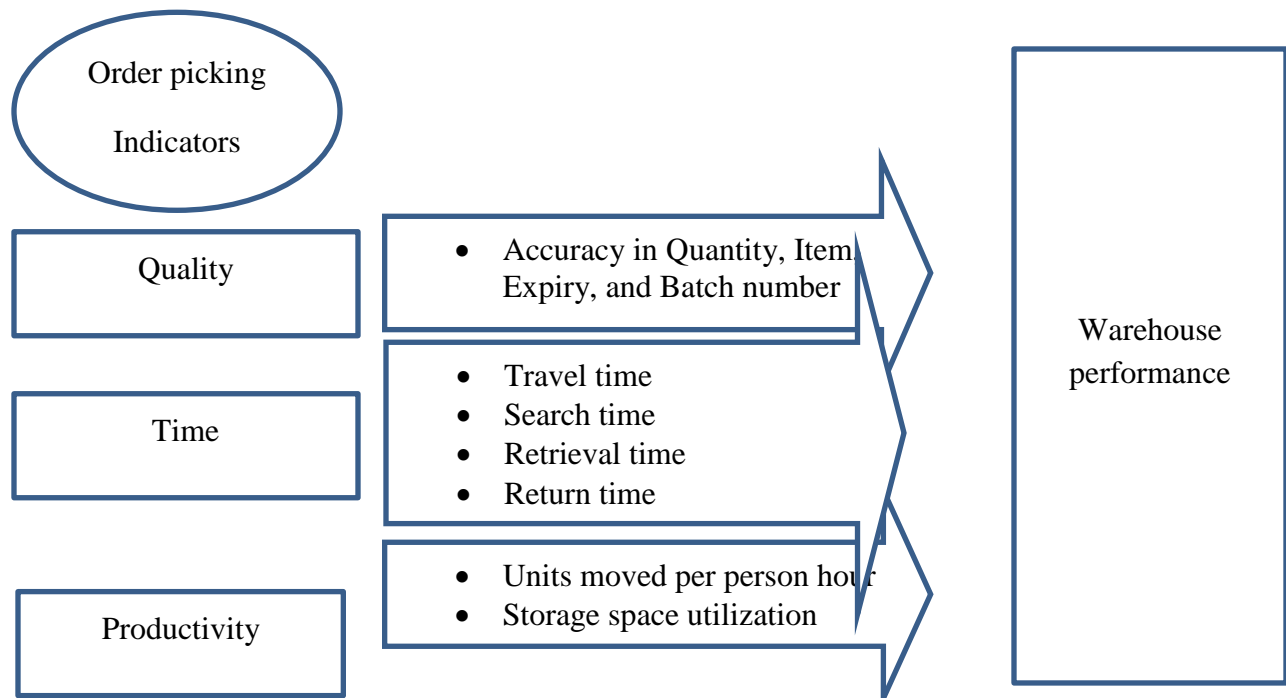 Order picking
Indicators
Quality
• Accuracy in Quantity, Item,
Expiry, and Batch number
Time
• Travel time
• Search time
• Retrieval time
• Return time
Productivity
• Units moved per person hour
• Storage space utilization
Warehouse
performance